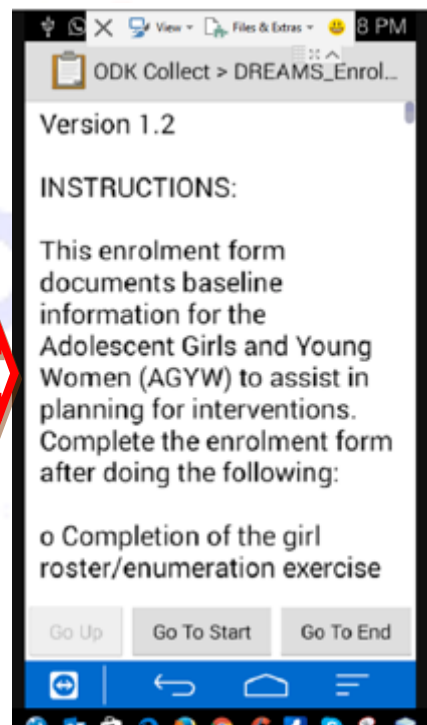 View Files & Extras 8 PM
ODK Collect > DREAMS_Enrol...
Version 1.2
INSTRUCTIONS:
This enrolment form
documents baseline
information for the
Adolescent Girls and Young
Women (AGYW) to assist in
planning for interventions.
Complete the enrolment form
after doing the following:
o Completion of the girl
roster/enumeration exercise
Go Up Go To Start Go To End